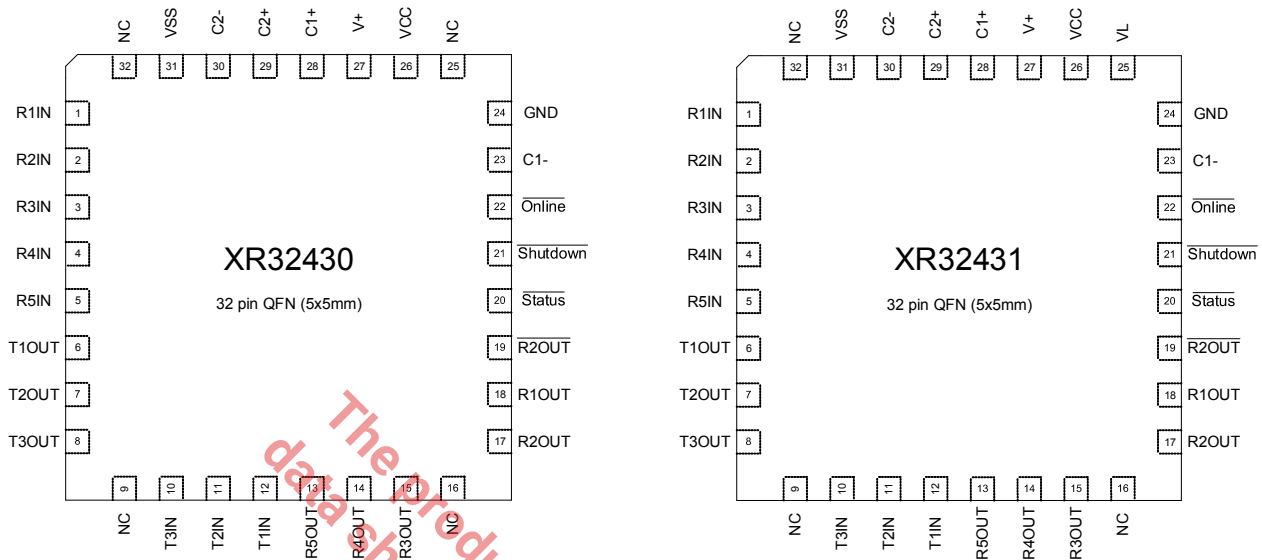 NC VSS C2- C2+ C1+ V+ VCC NC
32 31 30 29 28 27 26 25
R1IN 1
R2IN 2
R3IN 3
R4IN 4
R5IN 5
T1OUT 6
T2OUT 7
T3OUT 8
24 GND
23 C1-
22 Online
21 Shutdown
20 Status
19 R2OUT
18 R1OUT
17 R2OUT
XR32430
32 pin QFN (5x5mm)
9 10 11 12 13 14 15 16
NC T3IN T2IN T1IN R5OUT R4OUT R3OUT NC
The produ
data sh
NC VSS C2- C2+ C1+ V+ VCC VL
32 31 30 29 28 27 26 25
R1IN 1
R2IN 2
R3IN 3
R4IN 4
R5IN 5
T1OUT 6
T2OUT 7
T3OUT 8
24 GND
23 C1-
22 Online
21 Shutdown
20 Status
19 R2OUT
18 R1OUT
17 R2OUT
XR32431
32 pin QFN (5x5mm)
9 10 11 12 13 14 15 16
NC T3IN T2IN T1IN R5OUT R4OUT R3OUT NC